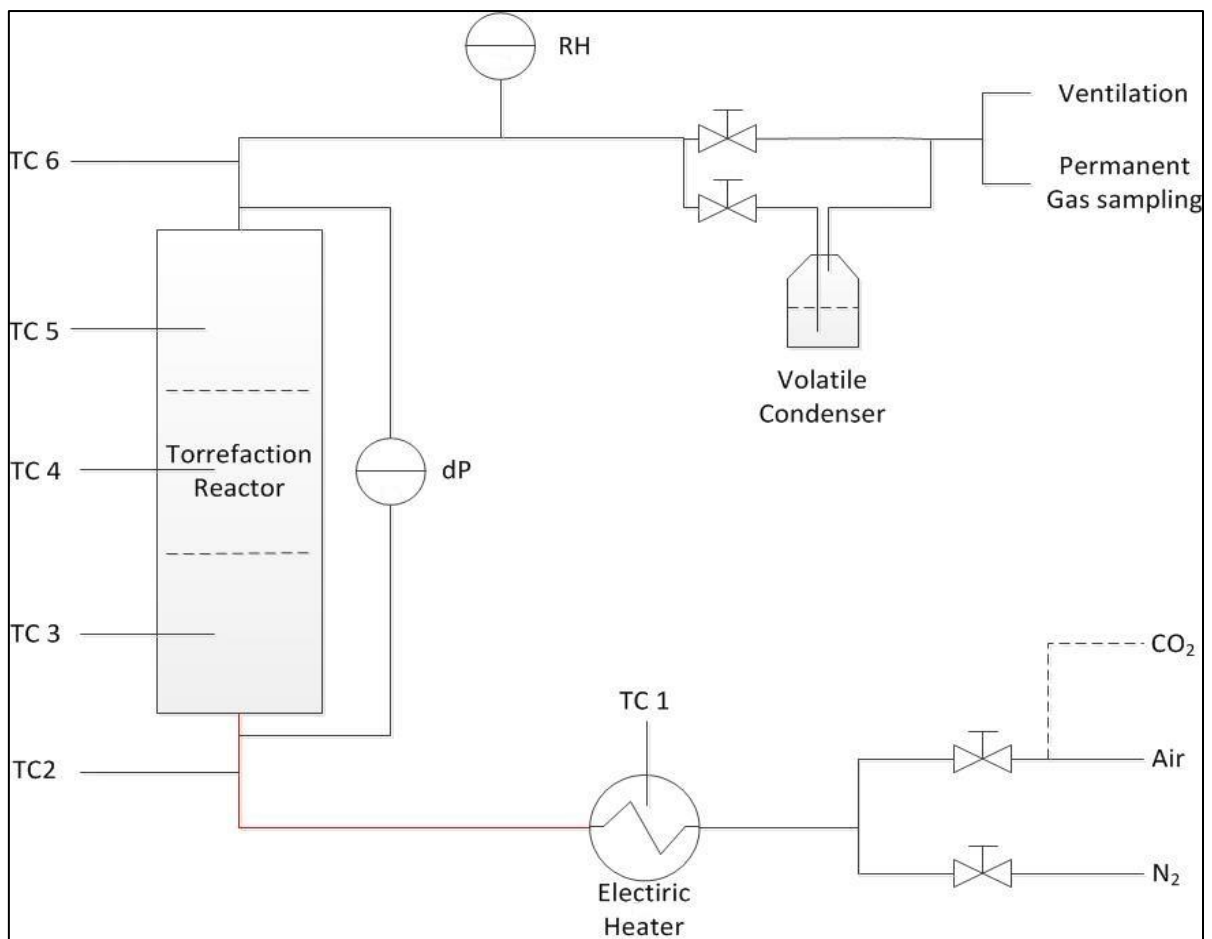 RH
Ventilation
TC 6
Permanent
Gas sampling
TC 5
Volatile
Condenser
Torrefaction
Reactor
TC 4
dP
TC 3
CO₂
TC 1
Air
TC2
N₂
Electiric
Heater